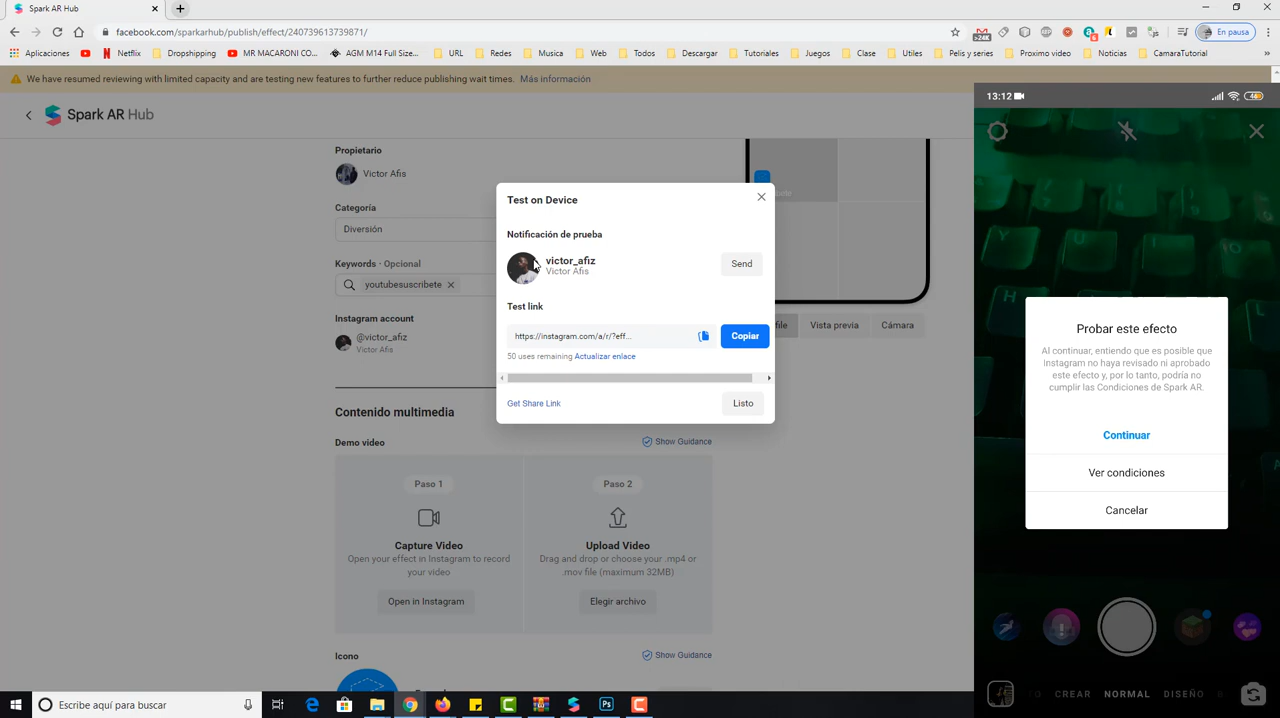 Spark AR Hub
facebook.com/sparkarhub/publish/effect/240739613739871/
En pausa
Aplicaciones
Netflix
Dropshipping
MR MACLADNI CO...
AGM M14 Full Size...
URL
Redes
Musica
Web
Todos
Descargar
Tutoriales
Juegos
Clase
Utiles
Pelis y series
Proximo video
Noticias
CamaraTutorial
We have resumed reviewing with limited capacity and are testing new features to further reduce publishing wait times. Más información
Spark AR Hub
Propietario
Victor Afis
Categoría
Diversión
Keywords • Optional
youtubesuscribete
Instagram account
@victor_afiz
Victor Afis
Contenido multimedia
Demo video
Show Guidance
Paso 1
Capture Video
Open your effect in Instagram to record
your video
Open in Instagram
Paso 2
Upload Video
Drag and drop or choose your .mp4 or
.mov file (maximum 32MB)
Elegir archivo
Icono
Show Guidance
Vista previa
Cámara
Test on Device
Notificación de prueba
victor_afiz
Victor Afis
Send
Test link
https://instagram.com/a/r/?eff...
Copiar
50 uses remaining Actualizar enlace
Get Share Link
Listo
13:12
Probar este efecto
Al continuar, entiendo que es posible que
Instagram no haya revisado ni aprobado
este efecto y, por lo tanto, podría no
cumplir las Condiciones de Spark AR.
Continuar
Ver condiciones
Cancelar
CREAR
NORMAL
DISEÑO
Escribe aquí para buscar